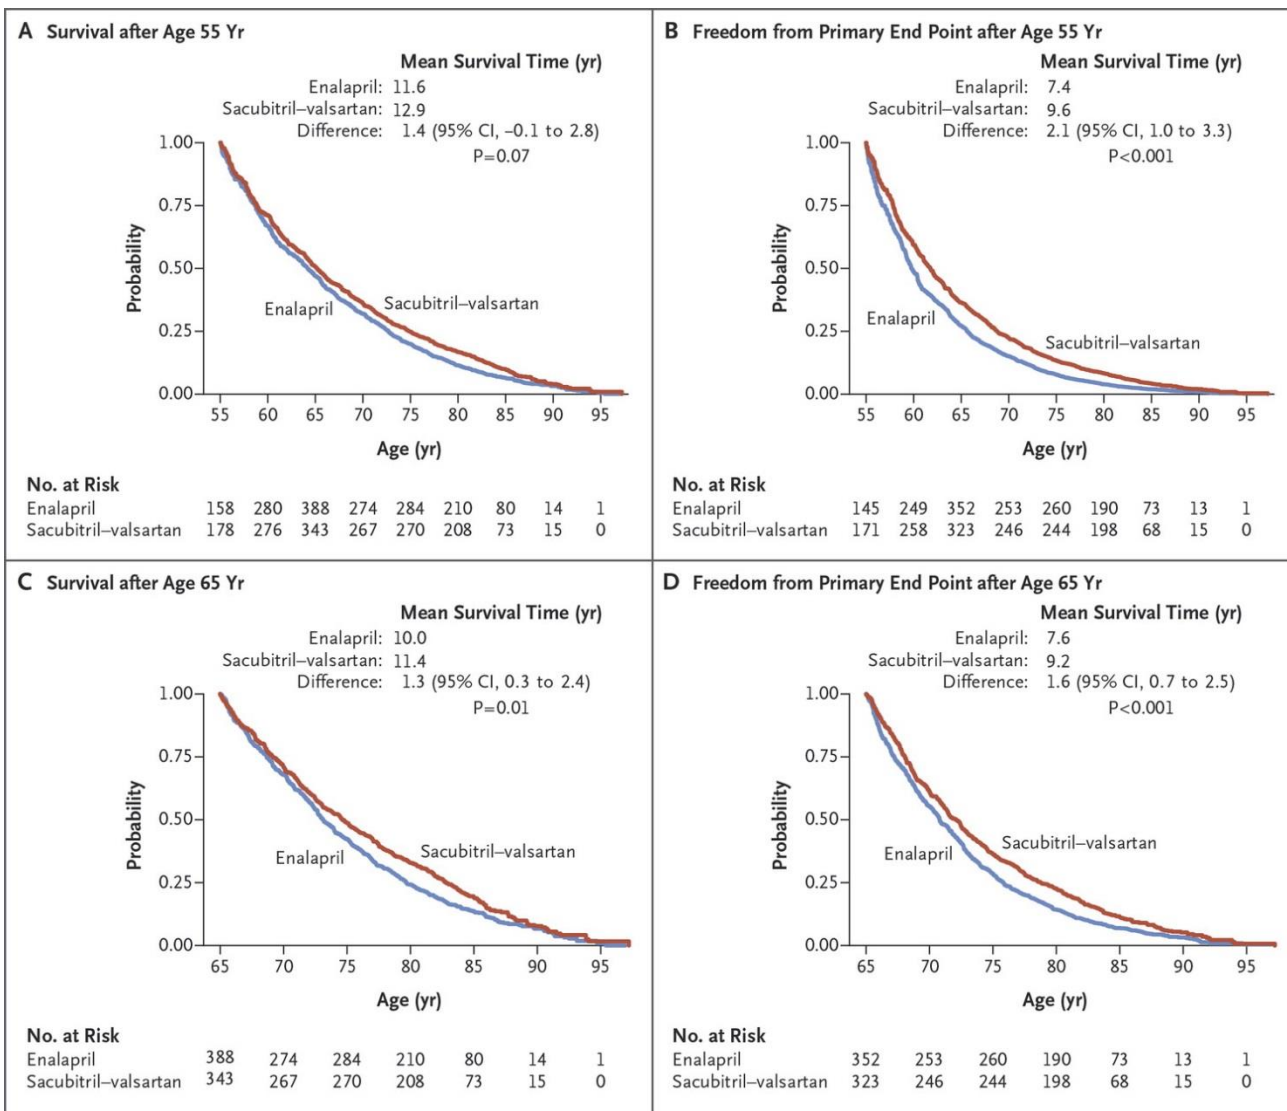 A Survival after Age 55 Yr
Mean Survival Time (yr)
Enalapril: 11.6
Sacubitril–valsartan: 12.9
Difference: 1.4 (95% CI, –0.1 to 2.8)
P=0.07
1.00
0.75
0.50
0.25
0.00
Probability
Enalapril
Sacubitril–valsartan
55 60 65 70 75 80 85 90 95
Age (yr)
No. at Risk
Enalapril 158 280 388 274 284 210 80 14 1
Sacubitril–valsartan 178 276 343 267 270 208 73 15 0
B Freedom from Primary End Point after Age 55 Yr
Mean Survival Time (yr)
Enalapril: 7.4
Sacubitril–valsartan: 9.6
Difference: 2.1 (95% CI, 1.0 to 3.3)
P<0.001
1.00
0.75
0.50
0.25
0.00
Probability
Enalapril
Sacubitril–valsartan
55 60 65 70 75 80 85 90 95
Age (yr)
No. at Risk
Enalapril 145 249 352 253 260 190 73 13 1
Sacubitril–valsartan 171 258 323 246 244 198 68 15 0
C Survival after Age 65 Yr
Mean Survival Time (yr)
Enalapril: 10.0
Sacubitril–valsartan: 11.4
Difference: 1.3 (95% CI, 0.3 to 2.4)
P=0.01
1.00
0.75
0.50
0.25
0.00
Probability
Enalapril
Sacubitril–valsartan
65 70 75 80 85 90 95
Age (yr)
No. at Risk
Enalapril 388 274 284 210 80 14 1
Sacubitril–valsartan 343 267 270 208 73 15 0
D Freedom from Primary End Point after Age 65 Yr
Mean Survival Time (yr)
Enalapril: 7.6
Sacubitril–valsartan: 9.2
Difference: 1.6 (95% CI, 0.7 to 2.5)
P<0.001
1.00
0.75
0.50
0.25
0.00
Probability
Enalapril
Sacubitril–valsartan
65 70 75 80 85 90 95
Age (yr)
No. at Risk
Enalapril 352 253 260 190 73 13 1
Sacubitril–valsartan 323 246 244 198 68 15 0